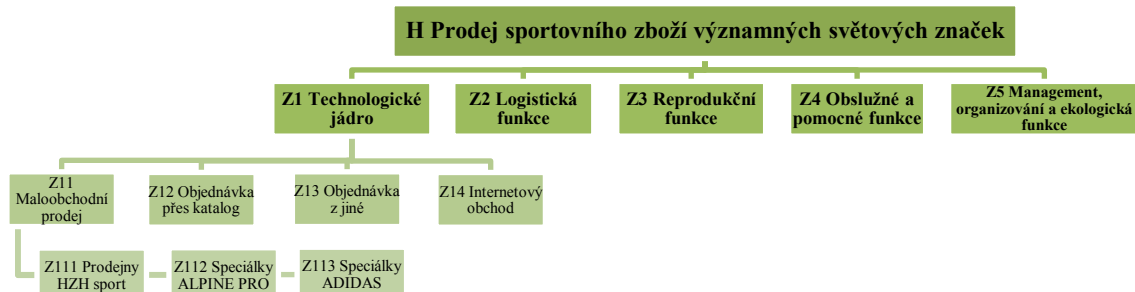 H Prodej sportovního zboží významných světových značek
Z1 Technologické
jádro
Z2 Logistická
funkce
Z3 Reprodukční
funkce
Z4 Obslužné a
pomocné funkce
Z5 Management,
organizování a ekologická
funkce
Z11
Maloobchodní
prodej
Z12 Objednávka
přes katalog
Z13 Objednávka
z jiné
Z14 Internetový
obchod
Z111 Prodejny
HZH sport
Z112 Speciálky
ALPINE PRO
Z113 Speciálky
ADIDAS